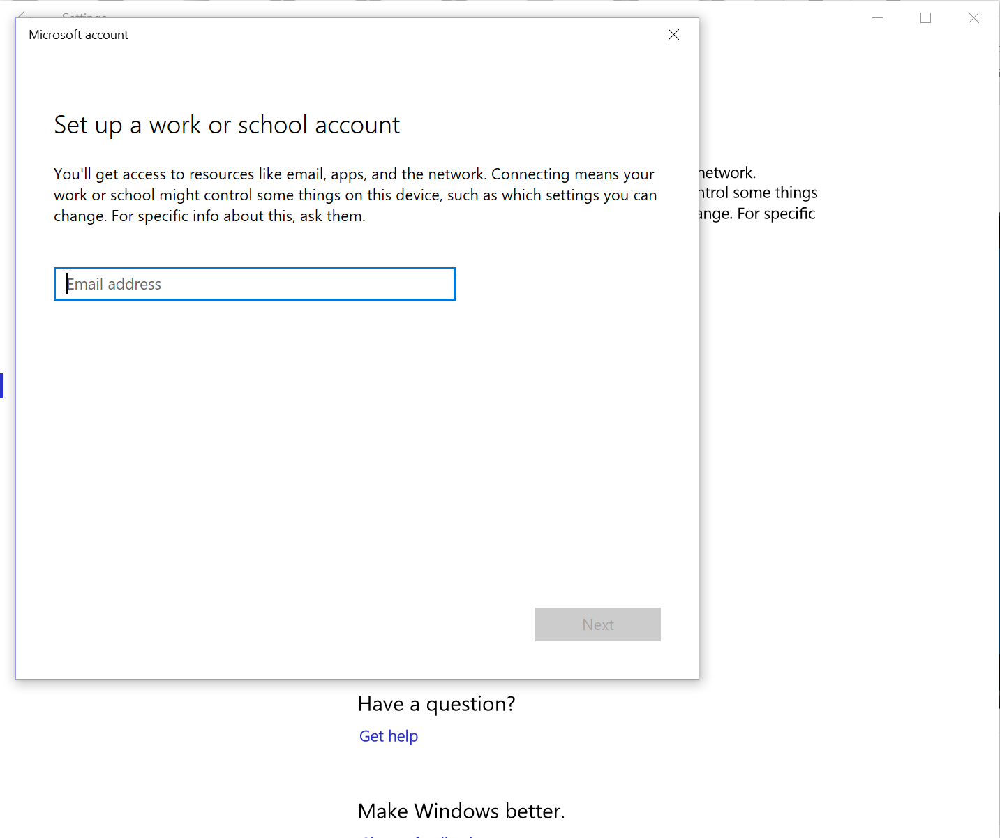 Settings
Microsoft account
Set up a work or school account
You'll get access to resources like email, apps, and the network. Connecting means your
work or school might control some things on this device, such as which settings you can
change. For specific info about this, ask them.
network.
ntrol some things
ange. For specific
Email address
Next
Have a question?
Get help
Make Windows better.